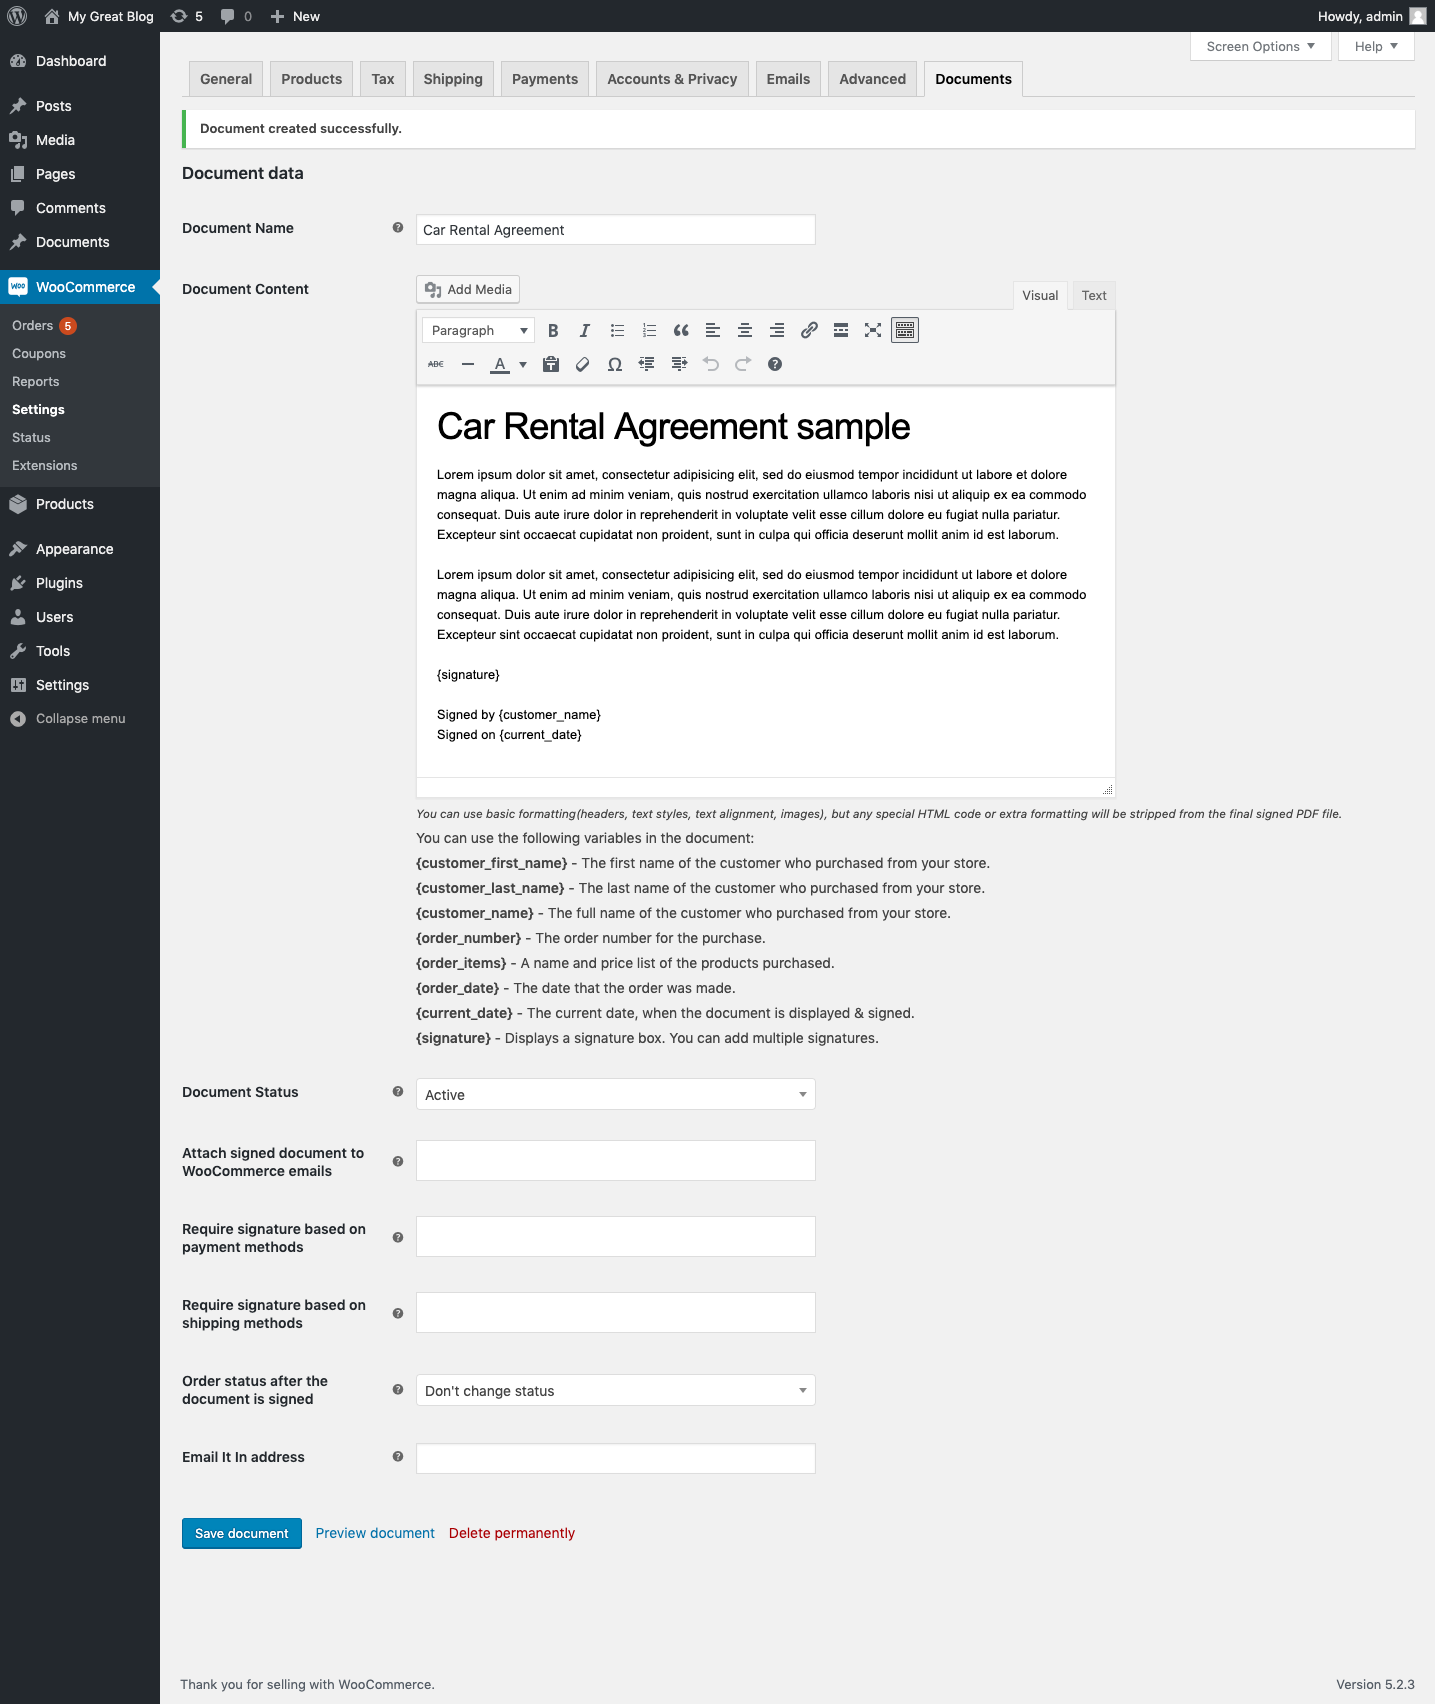 My Great Blog 5 0 New Howdy, admin
Screen Options Help
Dashboard
Posts
Media
Pages
Comments
Documents
WooCommerce
Orders 5
Coupons
Reports
Settings
Status
Extensions
Products
Appearance
Plugins
Users
Tools
Settings
Collapse menu
General Products Tax Shipping Payments Accounts & Privacy Emails Advanced Documents
Document created successfully.
Document data
Document Name
Car Rental Agreement
Document Content
Add Media
Visual Text
Paragraph
ABC
Car Rental Agreement sample
Lorem ipsum dolor sit amet, consectetur adipisicing elit, sed do eiusmod tempor incididunt ut labore et dolore
magna aliqua. Ut enim ad minim veniam, quis nostrud exercitation ullamco laboris nisi ut aliquip ex ea commodo
consequat. Duis aute irure dolor in reprehenderit in voluptate velit esse cillum dolore eu fugiat nulla pariatur.
Excepteur sint occaecat cupidatat non proident, sunt in culpa qui officia deserunt mollit anim id est laborum.
Lorem ipsum dolor sit amet, consectetur adipisicing elit, sed do eiusmod tempor incididunt ut labore et dolore
magna aliqua. Ut enim ad minim veniam, quis nostrud exercitation ullamco laboris nisi ut aliquip ex ea commodo
consequat. Duis aute irure dolor in reprehenderit in voluptate velit esse cillum dolore eu fugiat nulla pariatur.
Excepteur sint occaecat cupidatat non proident, sunt in culpa qui officia deserunt mollit anim id est laborum.
{signature}
Signed by {customer_name}
Signed on {current_date}
You can use basic formatting(headers, text styles, text alignment, images), but any special HTML code or extra formatting will be stripped from the final signed PDF file.
You can use the following variables in the document:
{customer_first_name} - The first name of the customer who purchased from your store.
{customer_last_name} - The last name of the customer who purchased from your store.
{customer_name} - The full name of the customer who purchased from your store.
{order_number} - The order number for the purchase.
{order_items} - A name and price list of the products purchased.
{order_date} - The date that the order was made.
{current_date} - The current date, when the document is displayed & signed.
{signature} - Displays a signature box. You can add multiple signatures.
Document Status
Active
Attach signed document to
WooCommerce emails
Require signature based on
payment methods
Require signature based on
shipping methods
Order status after the
document is signed
Don't change status
Email It In address
Save document Preview document Delete permanently
Thank you for selling with WooCommerce. Version 5.2.3